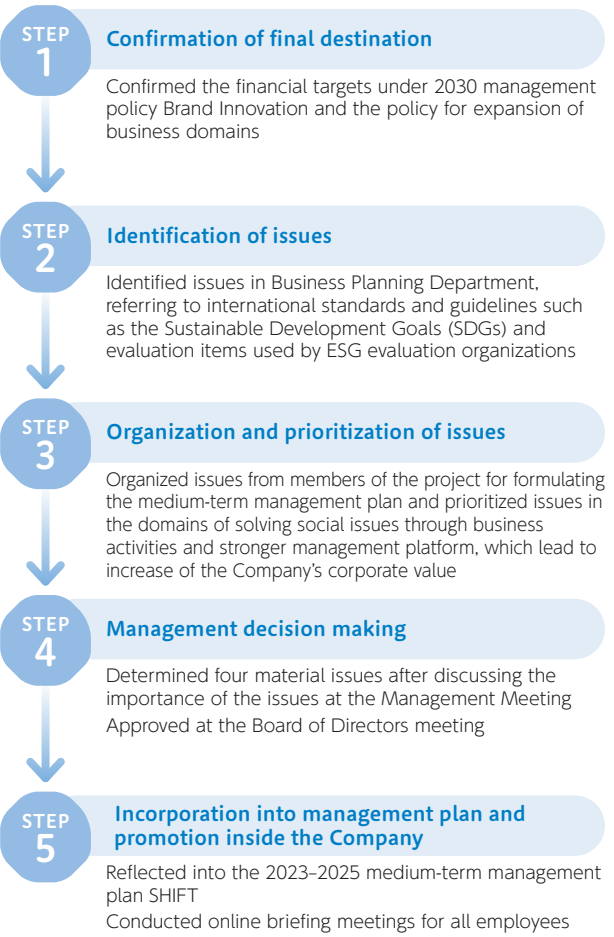 STEP
1
Confirmation of final destination
Confirmed the financial targets under 2030 management
policy Brand Innovation and the policy for expansion of
business domains
STEP
2
Identification of issues
Identified issues in Business Planning Department,
referring to international standards and guidelines such
as the Sustainable Development Goals (SDGs) and
evaluation items used by ESG evaluation organizations
STEP
3
Organization and prioritization of issues
Organized issues from members of the project for formulating
the medium-term management plan and prioritized issues in
the domains of solving social issues through business
activities and stronger management platform, which lead to
increase of the Company's corporate value
STEP
4
Management decision making
Determined four material issues after discussing the
importance of the issues at the Management Meeting
Approved at the Board of Directors meeting
STEP
5
Incorporation into management plan and
promotion inside the Company
Reflected into the 2023–2025 medium-term management
plan SHIFT
Conducted online briefing meetings for all employees